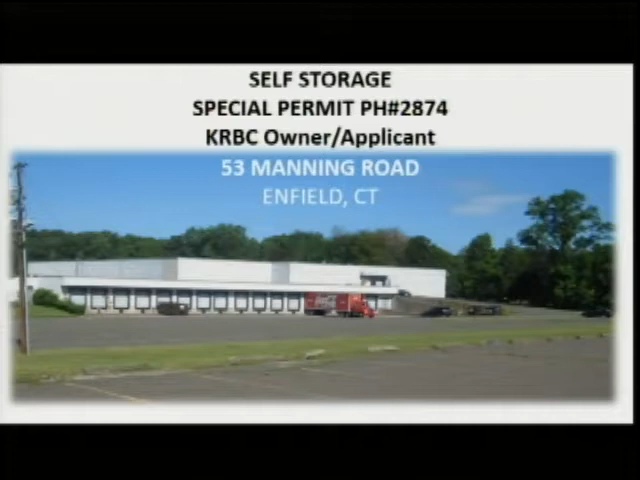 SELF STORAGE
SPECIAL PERMIT PH#2874
KRBC Owner/Applicant
53 MANNING ROAD
ENFIELD, CT